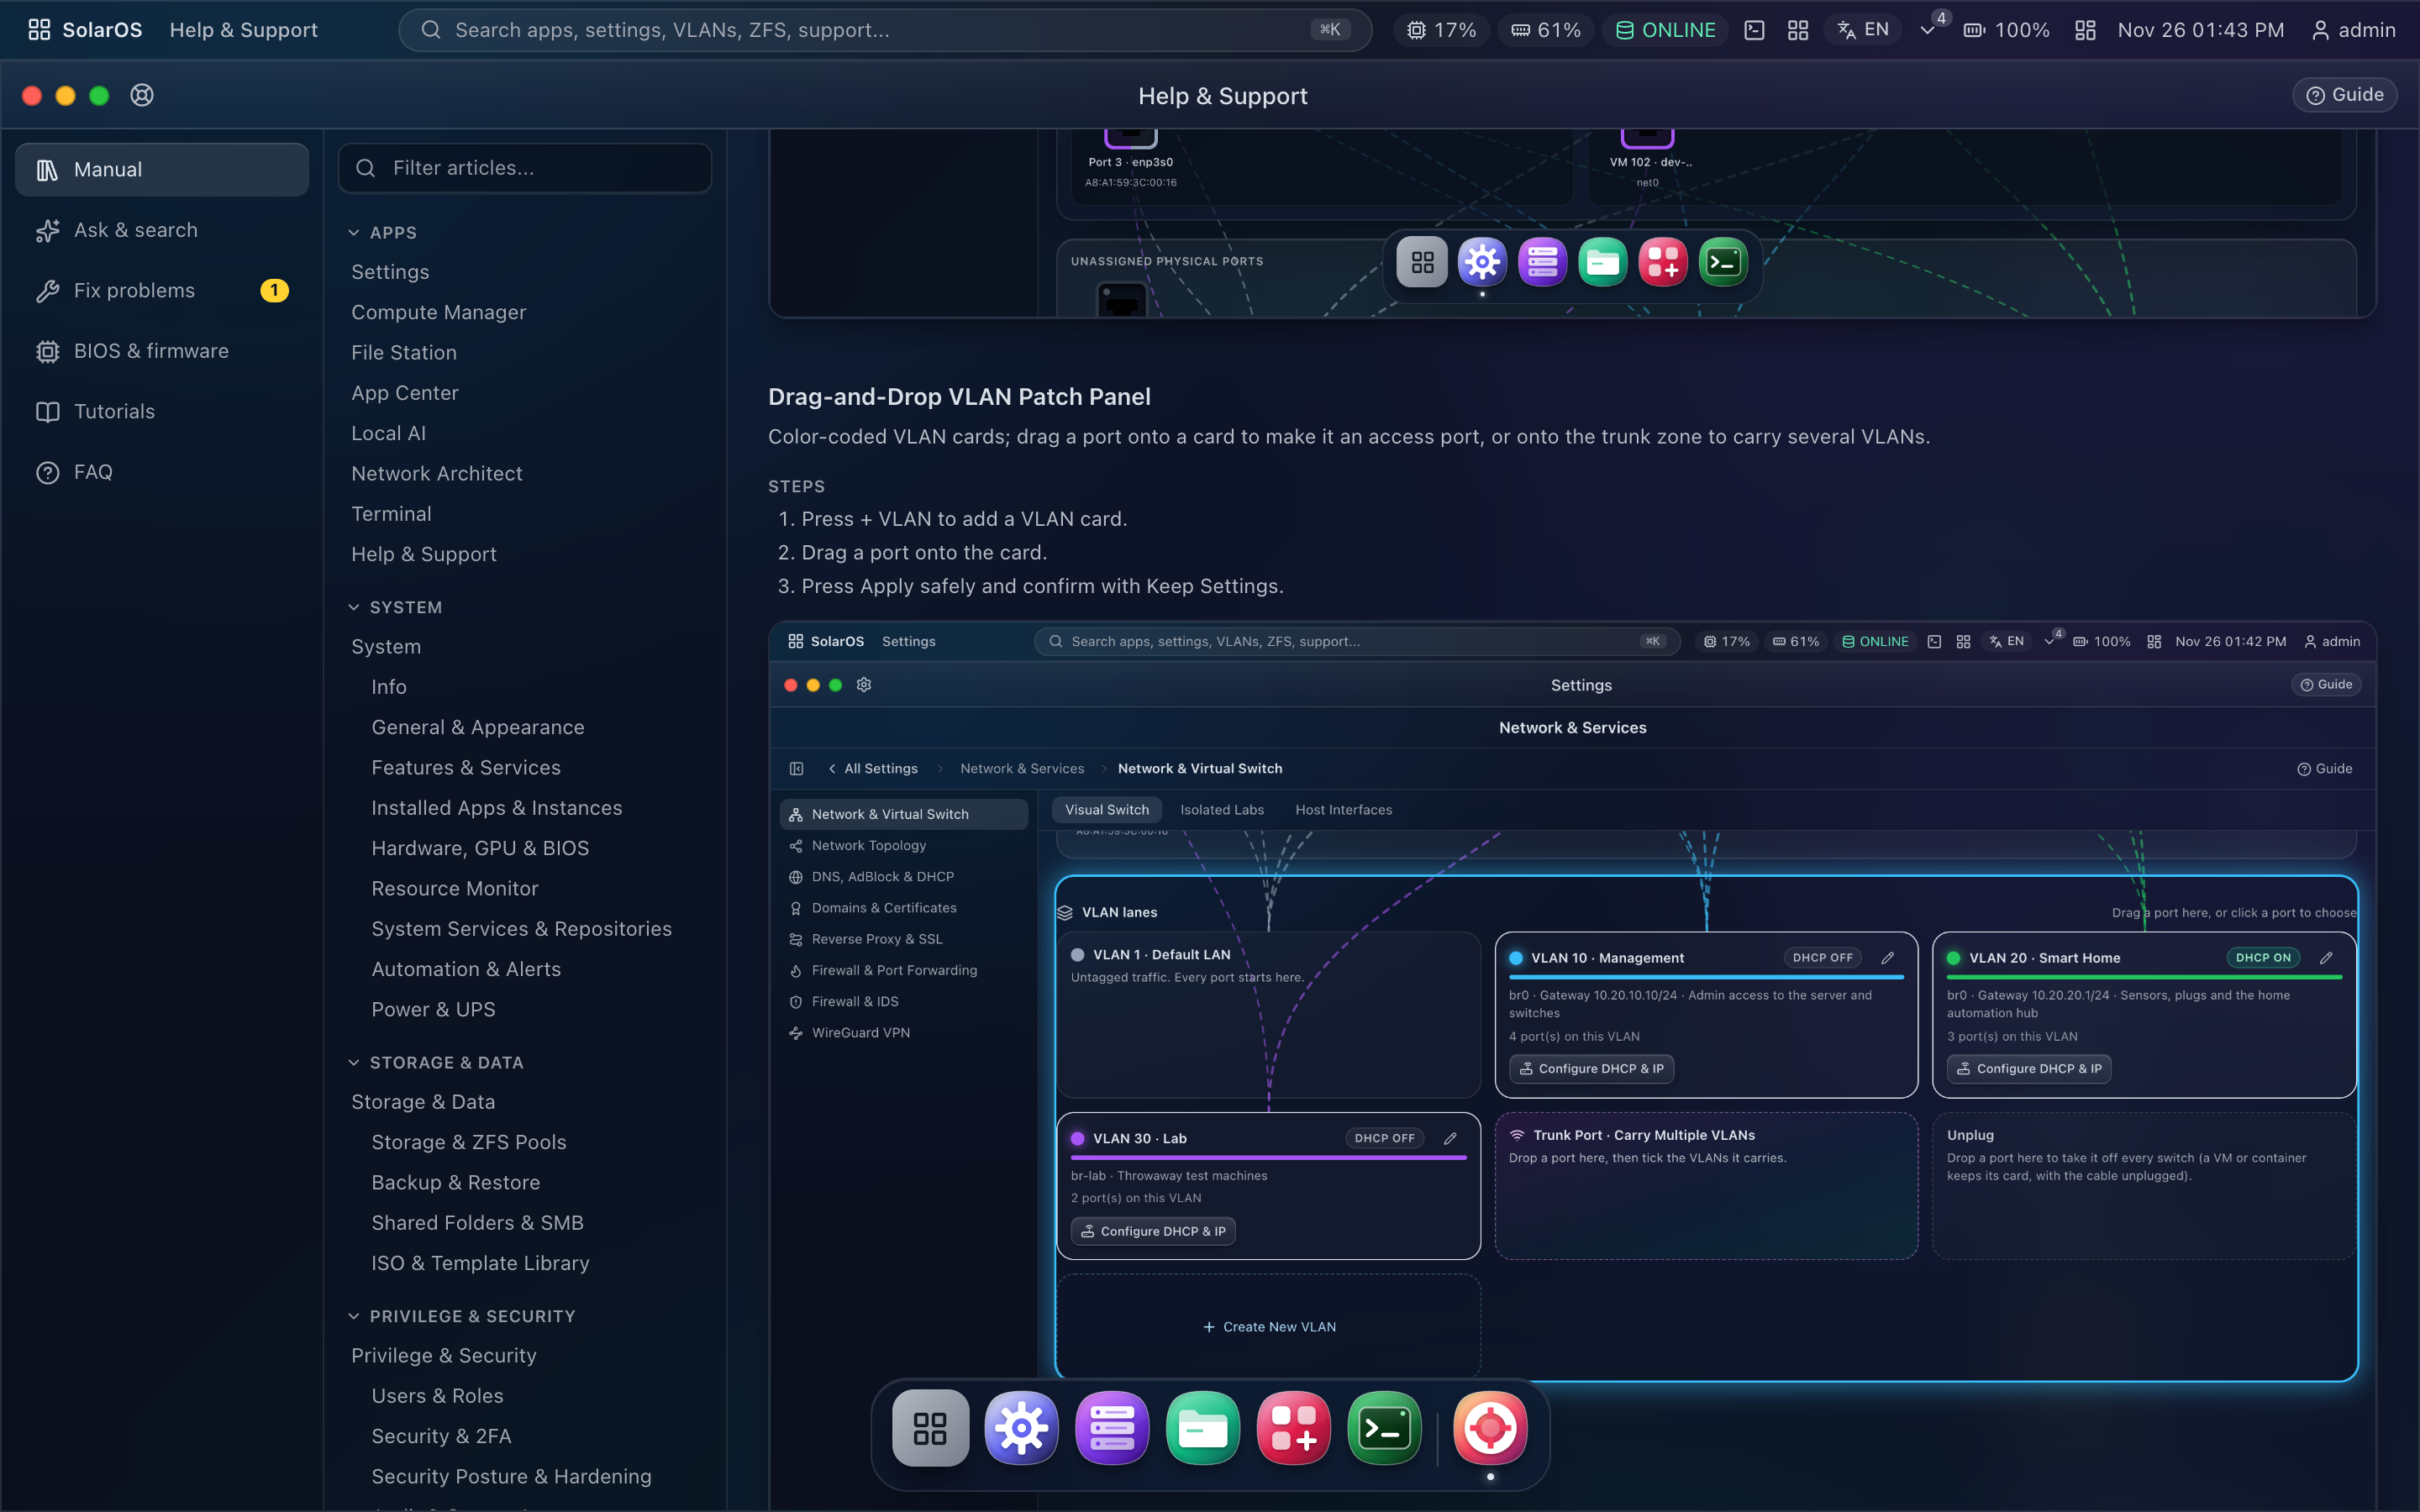 SolarOS Help & Support Search apps, settings, VLANs, ZFS, support... ⌘K 17% 61% ONLINE EN 4 100% Nov 26 01:43 PM admin
Help & Support
Guide
Manual
Ask & search
Fix problems 1
BIOS & firmware
Tutorials
FAQ
Filter articles...
APPS
Settings
Compute Manager
File Station
App Center
Local AI
Network Architect
Terminal
Help & Support
SYSTEM
System
Info
General & Appearance
Features & Services
Installed Apps & Instances
Hardware, GPU & BIOS
Resource Monitor
System Services & Repositories
Automation & Alerts
Power & UPS
STORAGE & DATA
Storage & Data
Storage & ZFS Pools
Backup & Restore
Shared Folders & SMB
ISO & Template Library
PRIVILEGE & SECURITY
Privilege & Security
Users & Roles
Security & 2FA
Security Posture & Hardening
Port 3 · enp3s0
A8:A1:59:3C:00:16
VM 102 · dev-..
net0
UNASSIGNED PHYSICAL PORTS
Drag-and-Drop VLAN Patch Panel
Color-coded VLAN cards; drag a port onto a card to make it an access port, or onto the trunk zone to carry several VLANs.
STEPS
1. Press + VLAN to add a VLAN card.
2. Drag a port onto the card.
3. Press Apply safely and confirm with Keep Settings.
SolarOS Settings Search apps, settings, VLANs, ZFS, support... ⌘K 17% 61% ONLINE EN 4 100% Nov 26 01:42 PM admin
Settings
Guide
Network & Services
All Settings Network & Services Network & Virtual Switch
Guide
Network & Virtual Switch
Network Topology
DNS, AdBlock & DHCP
Domains & Certificates
Reverse Proxy & SSL
Firewall & Port Forwarding
Firewall & IDS
WireGuard VPN
Visual Switch Isolated Labs Host Interfaces
VLAN lanes
Drag a port here, or click a port to choose
VLAN 1 · Default LAN
Untagged traffic. Every port starts here.
VLAN 10 · Management DHCP OFF
br0 · Gateway 10.20.10.10/24 · Admin access to the server and
switches
4 port(s) on this VLAN
Configure DHCP & IP
VLAN 20 · Smart Home DHCP ON
br0 · Gateway 10.20.20.1/24 · Sensors, plugs and the home
automation hub
3 port(s) on this VLAN
Configure DHCP & IP
VLAN 30 · Lab DHCP OFF
br-lab · Throwaway test machines
2 port(s) on this VLAN
Configure DHCP & IP
Trunk Port · Carry Multiple VLANs
Drop a port here, then tick the VLANs it carries.
Unplug
Drop a port here to take it off every switch (a VM or container
keeps its card, with the cable unplugged).
+ Create New VLAN